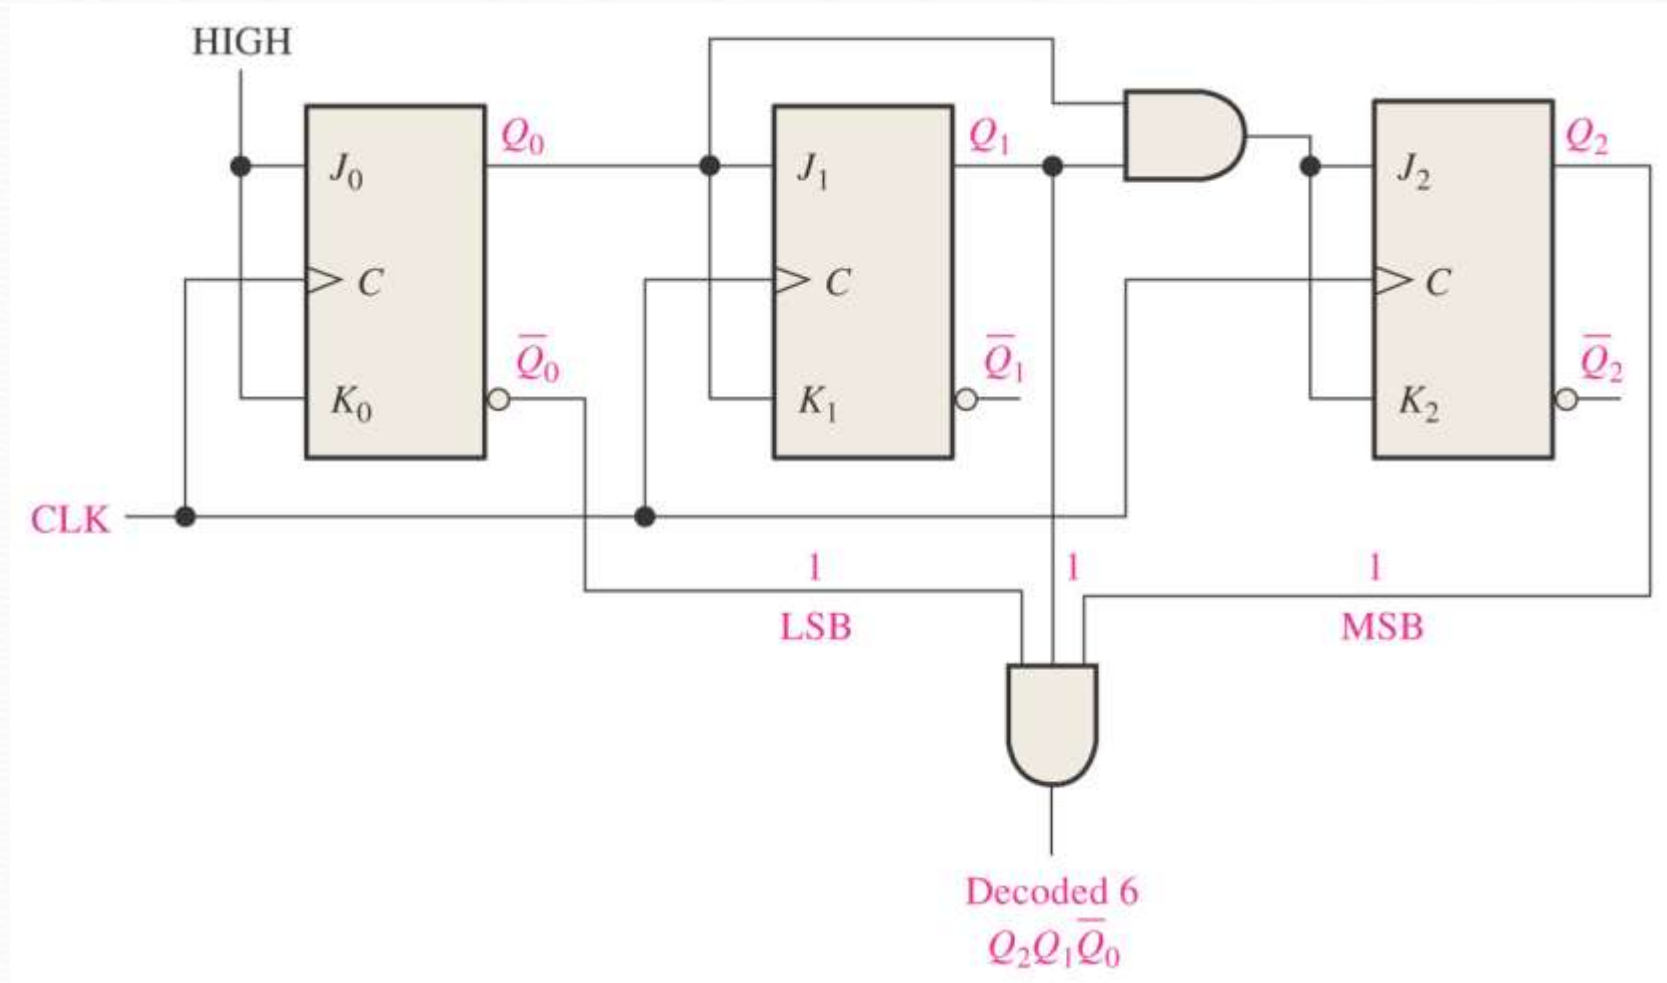 HIGH
Q₀
Q₁
Q₂
J₀
J₁
J₂
C
C
C
Q̅₀
Q̅₁
Q̅₂
K₀
K₁
K₂
CLK
1
1
1
LSB
MSB
Decoded 6
Q₂Q₁Q̅₀